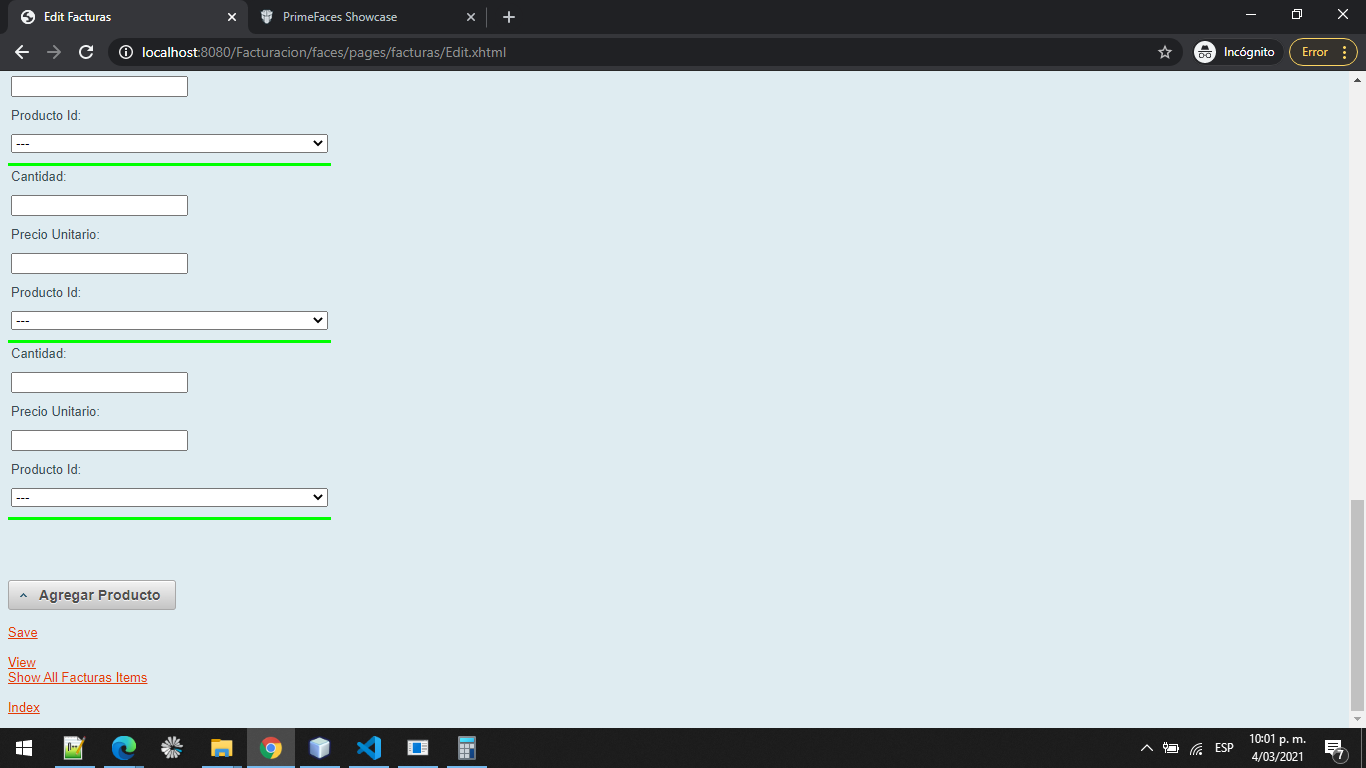 Edit Facturas
PrimeFaces Showcase
localhost:8080/Facturacion/faces/pages/facturas/Edit.xhtml
Incógnito
Error
Producto Id:
---
Cantidad:
Precio Unitario:
Producto Id:
---
Cantidad:
Precio Unitario:
Producto Id:
---
Agregar Producto
Save
View
Show All Facturas Items
Index
ESP
10:01 p. m.
4/03/2021
7